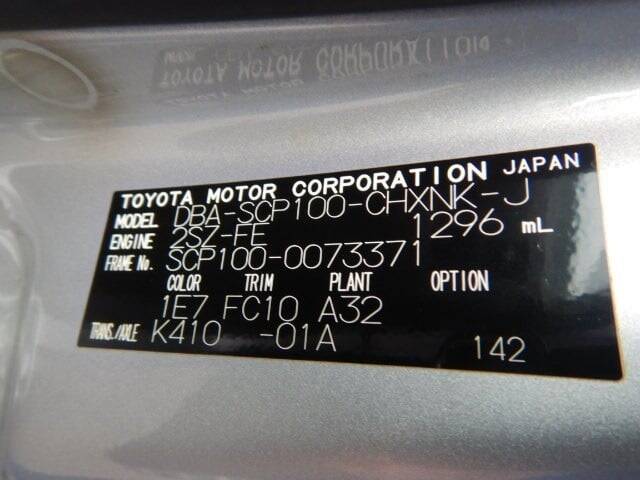 TOYOTA MOTOR CORPORATION JAPAN
MODEL DBA-SCP100-CHXNK-J
ENGINE 2SZ-FE 1296 mL
FRAME No. SCP100-0073371
COLOR TRIM PLANT OPTION
1E7 FC10 A32
TRANS./AXLE K410 -01A 142